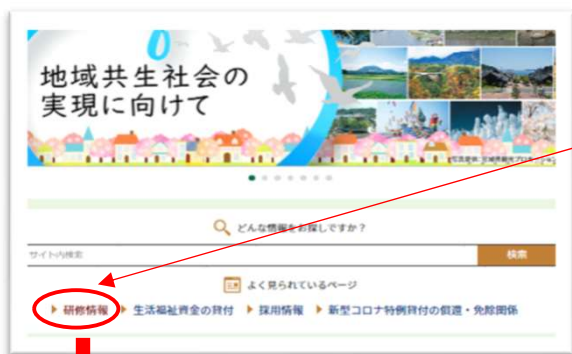 地域共生社会の
実現に向けて
どんな情報をお探しですか？
サイト内検索
検索
よく見られているページ
研修情報 生活福祉資金の貸付 採用情報 新型コロナ特例貸付の償還・免除関係